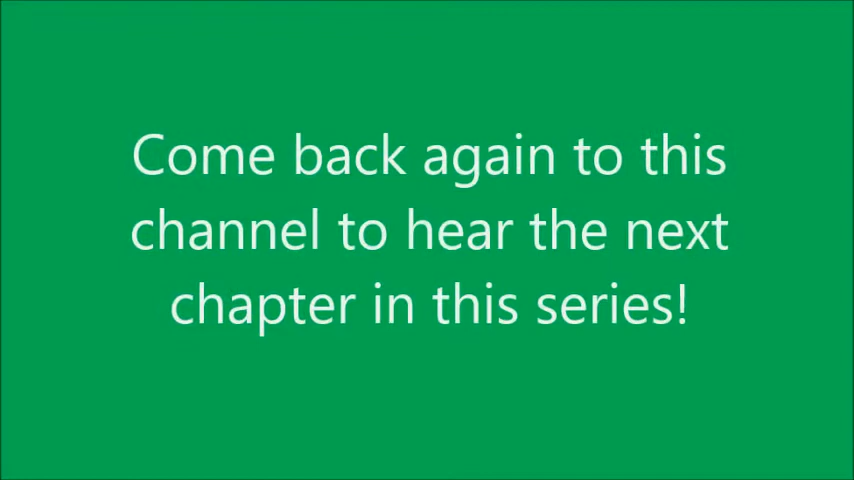 Come back again to this
channel to hear the next
chapter in this series!